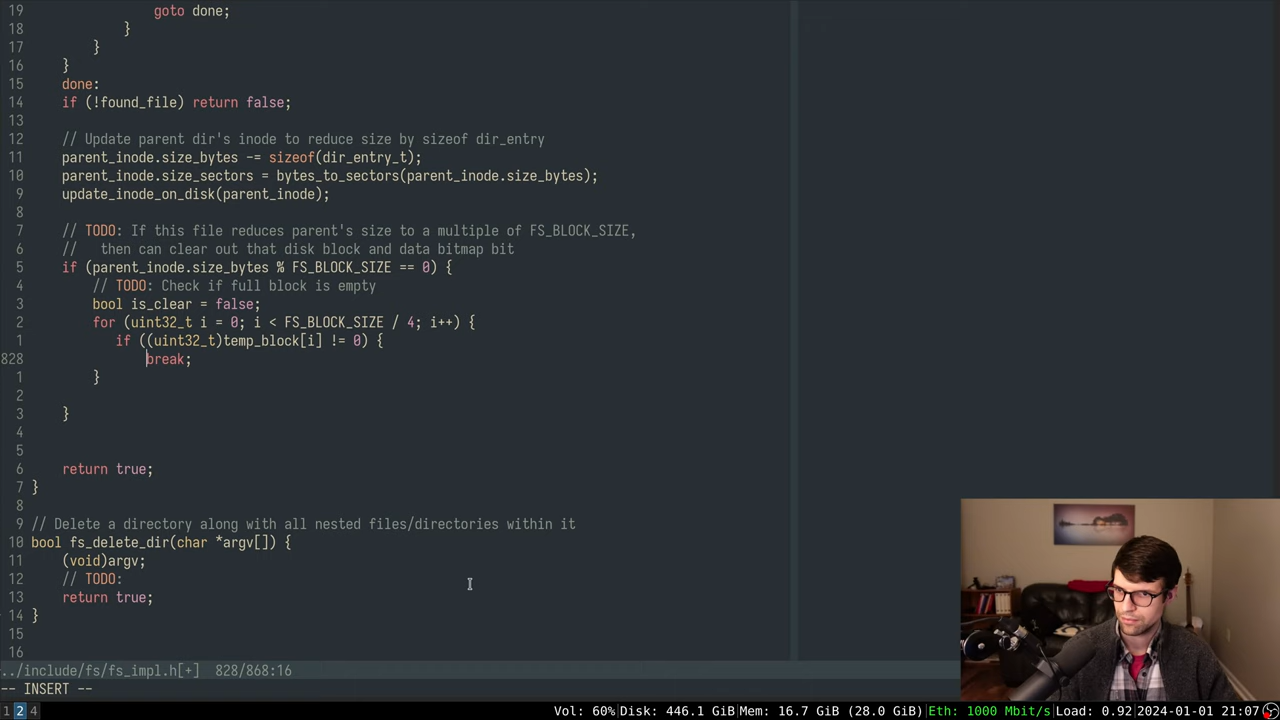 19                 goto done;
18             }
17         }
16     }
15     done:
14     if (!found_file) return false;
13
12     // Update parent dir's inode to reduce size by sizeof dir_entry
11     parent_inode.size_bytes -= sizeof(dir_entry_t);
10     parent_inode.size_sectors = bytes_to_sectors(parent_inode.size_bytes);
9     update_inode_on_disk(parent_inode);
8
7     // TODO: If this file reduces parent's size to a multiple of FS_BLOCK_SIZE,
6     //   then can clear out that disk block and data bitmap bit
5     if (parent_inode.size_bytes % FS_BLOCK_SIZE == 0) {
4         // TODO: Check if full block is empty
3         bool is_clear = false;
2         for (uint32_t i = 0; i < FS_BLOCK_SIZE / 4; i++) {
1            if ((uint32_t)temp_block[i] != 0) {
828                break;
1         }
2
3     }
4
5
6     return true;
7 }
8
9 // Delete a directory along with all nested files/directories within it
10 bool fs_delete_dir(char *argv[]) {
11     (void)argv;
12     // TODO:
13     return true;
14 }
15
16
../include/fs/fs_impl.h[+]  828/868:16
-- INSERT --
1 2 4 Vol: 60%|Disk: 446.1 GiB|Mem: 16.7 GiB (28.0 GiB)|Eth: 1000 Mbit/s|Load: 0.92|2024-01-01 21:07